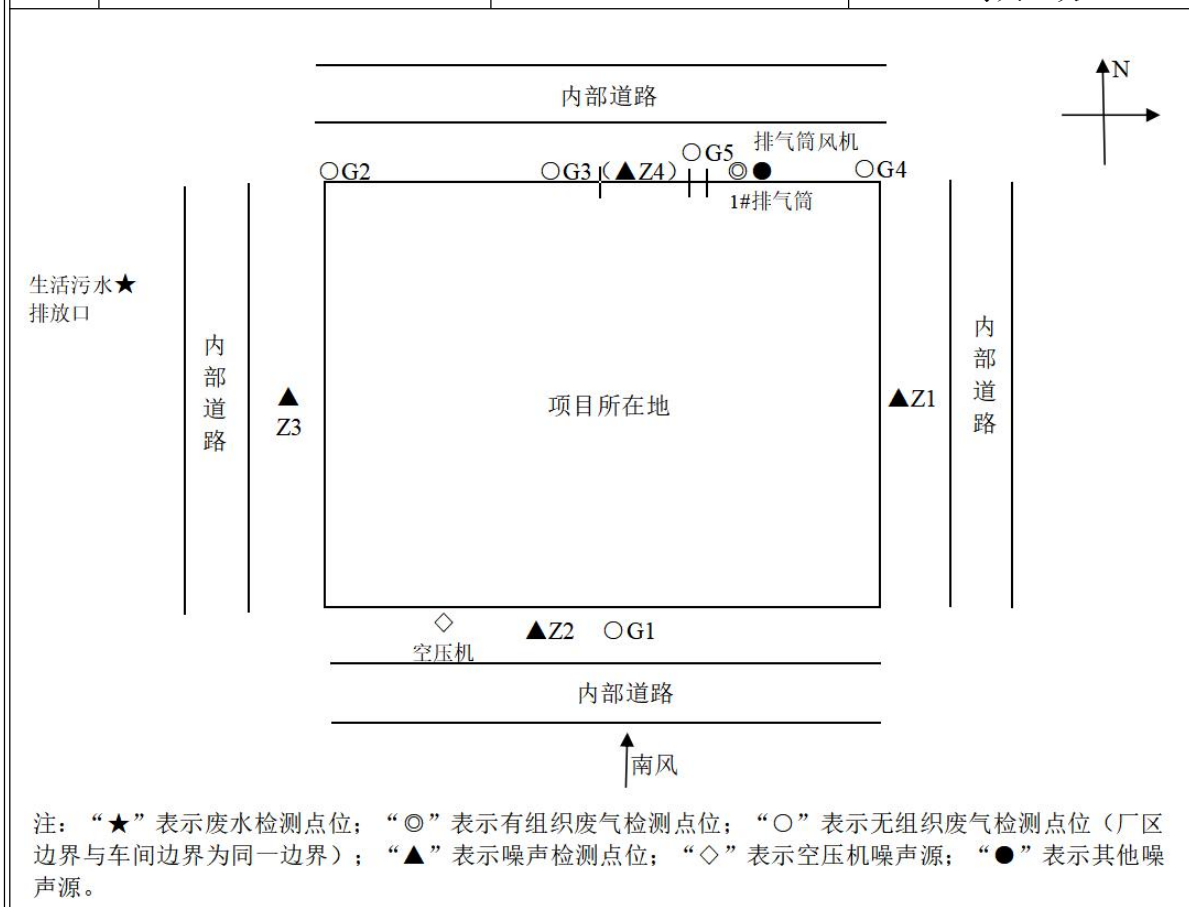 N
内部道路
排气筒风机
○G5
○G2
○G3（▲Z4）
◎●
○G4
1#排气筒
生活污水★
排放口
内部道路
▲
Z3
项目所在地
▲Z1
内部道路
◇
空压机
▲Z2
○G1
内部道路
南风
注：“★”表示废水检测点位；“◎”表示有组织废气检测点位；“○”表示无组织废气检测点位（厂区
边界与车间边界为同一边界）；“▲”表示噪声检测点位；“◇”表示空压机噪声源；“●”表示其他噪
声源。